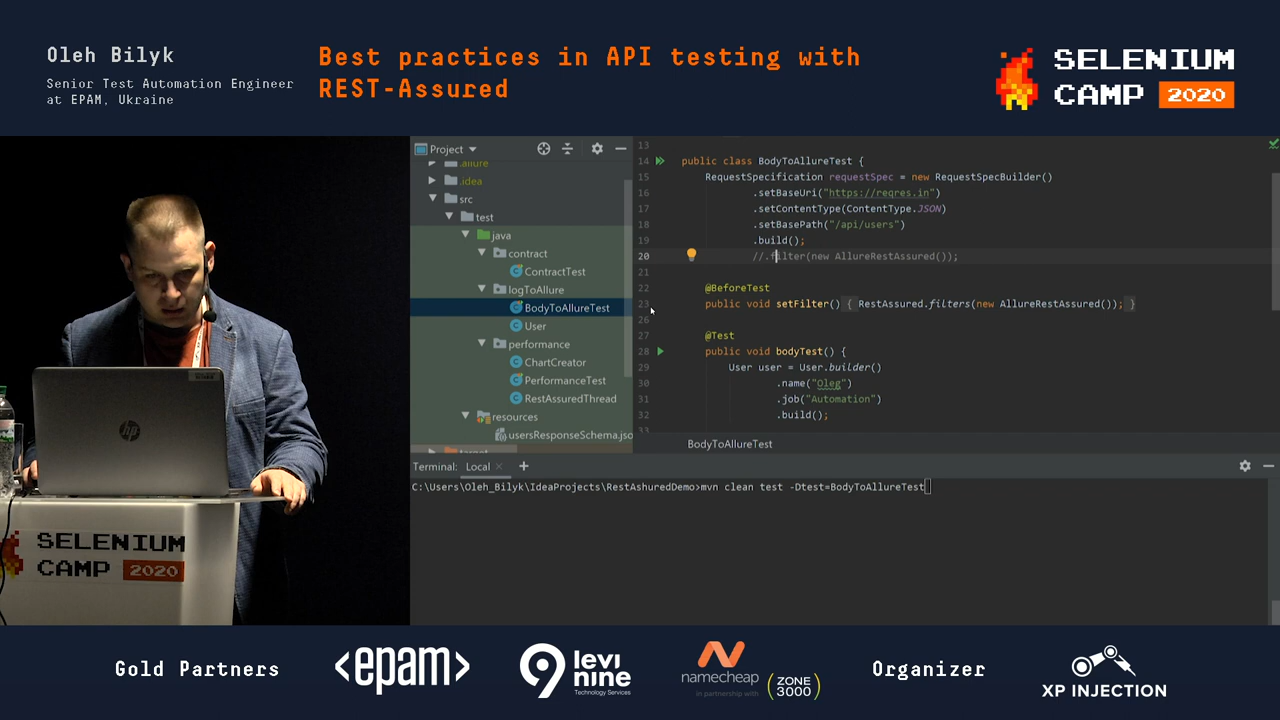 Oleh Bilyk
Senior Test Automation Engineer
at EPAM, Ukraine
Best practices in API testing with
REST-Assured
SELENIUM
CAMP 2020
Project
.allure
.idea
src
test
java
contract
ContractTest
logToAllure
BodyToAllureTest
User
performance
ChartCreator
PerformanceTest
RestAssuredThread
resources
usersResponseSchema.jso
target
13
14 public class BodyToAllureTest {
15 RequestSpecification requestSpec = new RequestSpecBuilder()
16 .setBaseUri("https://reqres.in")
17 .setContentType(ContentType.JSON)
18 .setBasePath("/api/users")
19 .build();
20 //.filter(new AllureRestAssured());
21
22 @BeforeTest
23 public void setFilter() { RestAssured.filters(new AllureRestAssured()); }
26
27 @Test
28 public void bodyTest() {
29 User user = User.builder()
30 .name("Oleg")
31 .job("Automation")
32 .build();
33
BodyToAllureTest
Terminal: Local × +
C:\Users\Oleh_Bilyk\IdeaProjects\RestAshuredDemo>mvn clean test -Dtest=BodyToAllureTest
hp
SELENIUM
CAMP 2020
Gold Partners
<epam>
9 levi nine
Technology Services
namecheap
in partnership with
ZONE
3000
Organizer
XP INJECTION